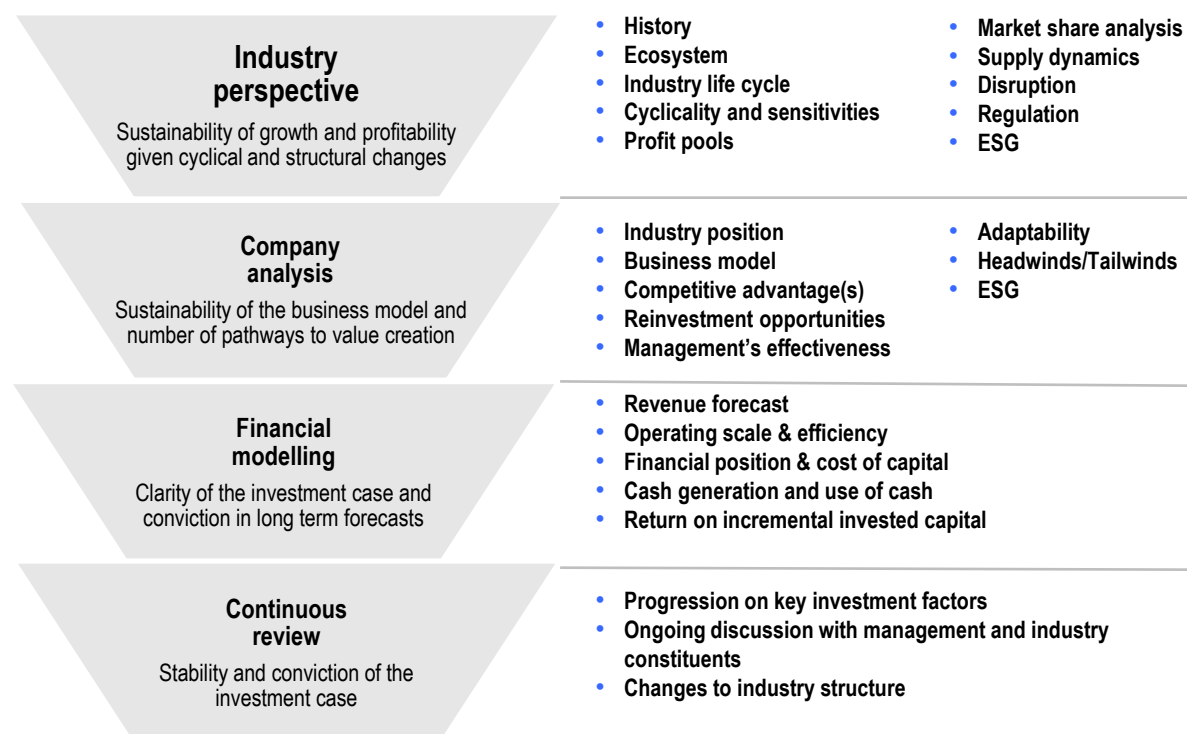 Industry
perspective
Sustainability of growth and profitability
given cyclical and structural changes
• History
• Ecosystem
• Industry life cycle
• Cyclicality and sensitivities
• Profit pools
• Market share analysis
• Supply dynamics
• Disruption
• Regulation
• ESG
Company
analysis
Sustainability of the business model and
number of pathways to value creation
• Industry position
• Business model
• Competitive advantage(s)
• Reinvestment opportunities
• Management’s effectiveness
• Adaptability
• Headwinds/Tailwinds
• ESG
Financial
modelling
Clarity of the investment case and
conviction in long term forecasts
• Revenue forecast
• Operating scale & efficiency
• Financial position & cost of capital
• Cash generation and use of cash
• Return on incremental invested capital
Continuous
review
Stability and conviction of the
investment case
• Progression on key investment factors
• Ongoing discussion with management and industry
constituents
• Changes to industry structure